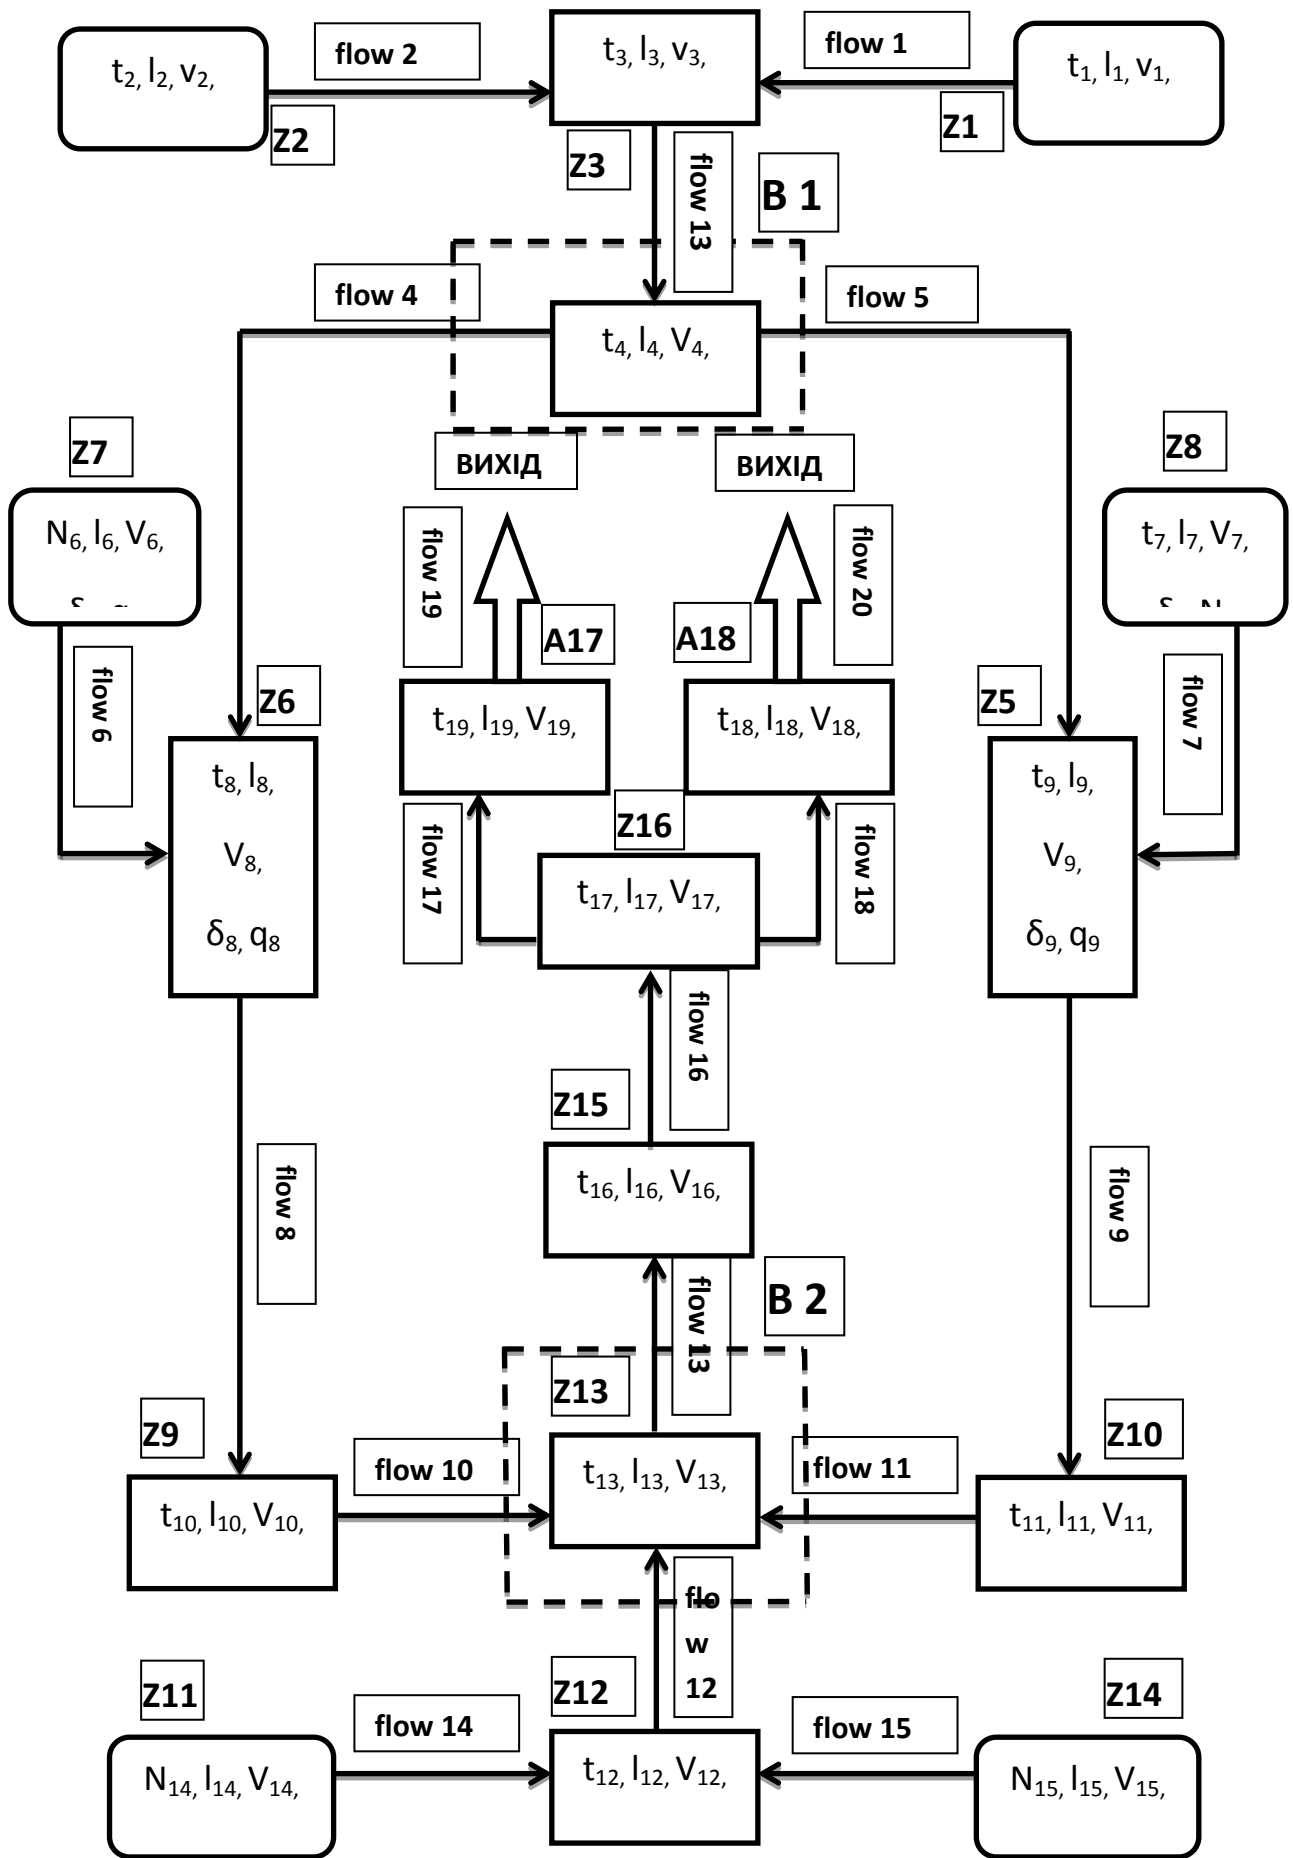 flow 2
flow 1
t2, l2, v2,
t3, l3, v3,
t1, l1, v1,
Z2
Z3
Z1
flow 13
B 1
flow 4
flow 5
t4, l4, V4,
Z7
ВИХІД
ВИХІД
Z8
N6, l6, V6,
t7, l7, V7,
flow 19
flow 20
A17
A18
flow 6
Z6
Z5
flow 7
t19, l19, V19,
t18, l18, V18,
t8, l8,
V8,
δ8, q8
t9, l9,
V9,
δ9, q9
flow 17
Z16
flow 18
t17, l17, V17,
flow 16
Z15
t16, l16, V16,
flow 8
flow 9
flow 13
B 2
Z13
Z9
Z10
flow 10
flow 11
t10, l10, V10,
t13, l13, V13,
t11, l11, V11,
flo
w
12
Z11
Z12
Z14
flow 14
flow 15
N14, l14, V14,
t12, l12, V12,
N15, l15, V15,